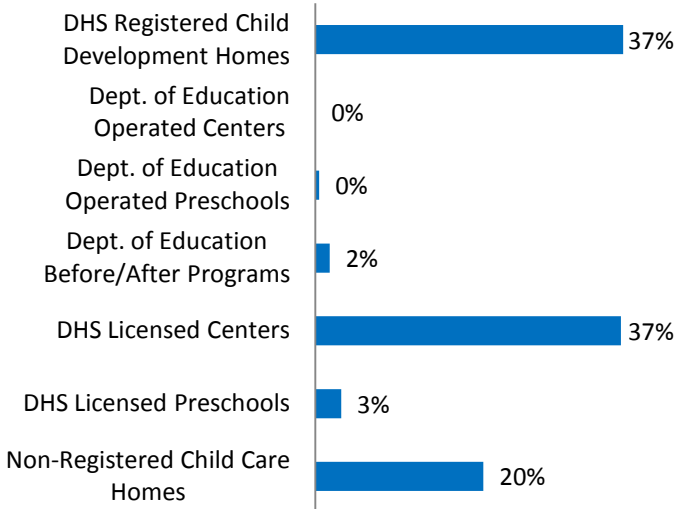 DHS Registered Child
Development Homes
37%
Dept. of Education
Operated Centers
0%
Dept. of Education
Operated Preschools
0%
Dept. of Education
Before/After Programs
2%
DHS Licensed Centers
37%
DHS Licensed Preschools
3%
Non-Registered Child Care
Homes
20%